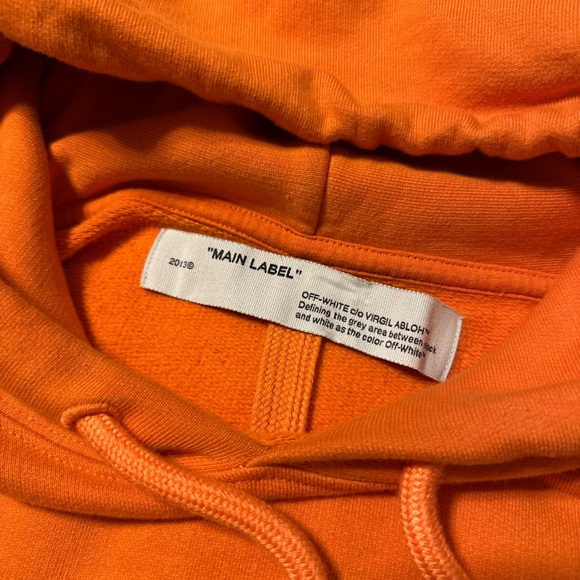 2013©
"MAIN LABEL"
OFF-WHITE c/o VIRGIL ABLOH™
Defining the grey area between
and white as the color Off-White™